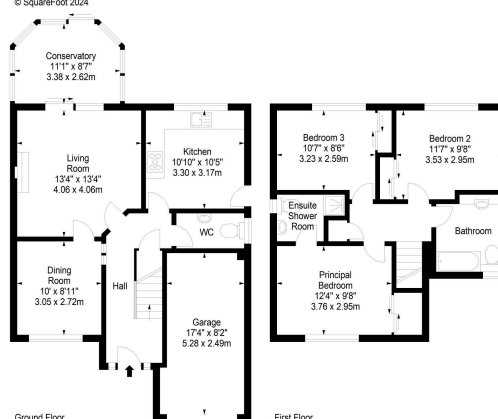 © SquareFoot 2024
Conservatory
11'1" x 8'7"
3.38 x 2.62m
Living
Room
13'4" x 13'4"
4.06 x 4.06m
Kitchen
10'10" x 10'5"
3.30 x 3.17m
WC
Dining
Room
10' x 8'11"
3.05 x 2.72m
Hall
Garage
17'4" x 8'2"
5.28 x 2.49m
Ground Floor
Bedroom 3
10'7" x 8'6"
3.23 x 2.59m
Bedroom 2
11'7" x 9'8"
3.53 x 2.95m
Ensuite
Shower
Room
Bathroom
Principal
Bedroom
12'4" x 9'8"
3.76 x 2.95m
First Floor